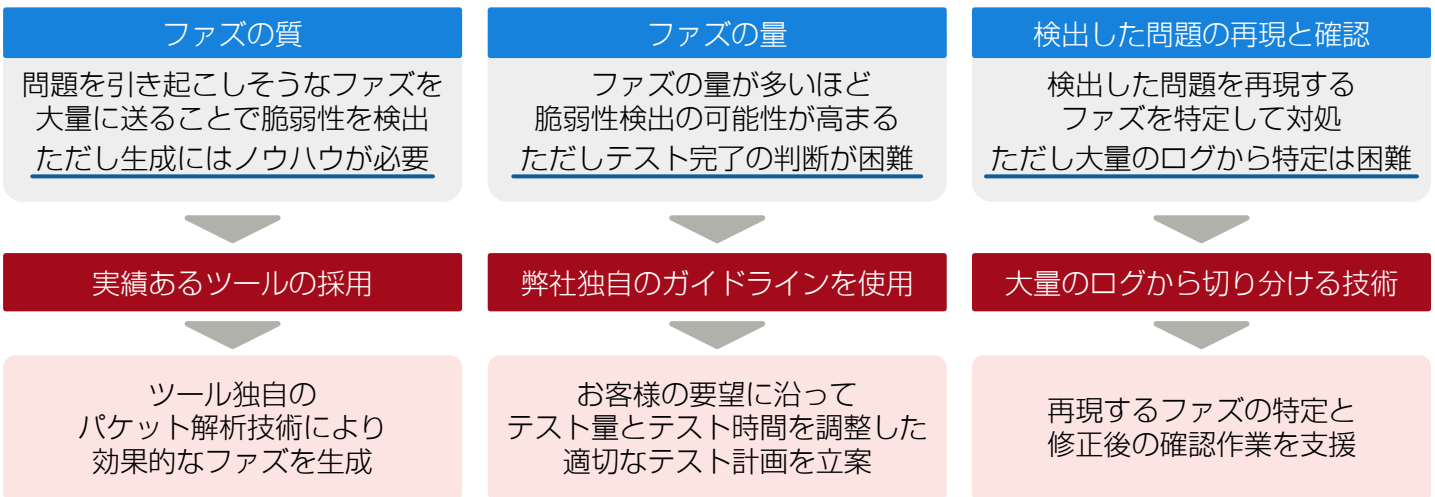 ファズの質
問題を引き起こしそうなファズを
大量に送ることで脆弱性を検出
ただし生成にはノウハウが必要
実績あるツールの採用
ツール独自の
パケット解析技術により
効果的なファズを生成
ファズの量
ファズの量が多いほど
脆弱性検出の可能性が高まる
ただしテスト完了の判断が困難
弊社独自のガイドラインを使用
お客様の要望に沿って
テスト量とテスト時間を調整した
適切なテスト計画を立案
検出した問題の再現と確認
検出した問題を再現する
ファズを特定して対処
ただし大量のログから特定は困難
大量のログから切り分ける技術
再現するファズの特定と
修正後の確認作業を支援